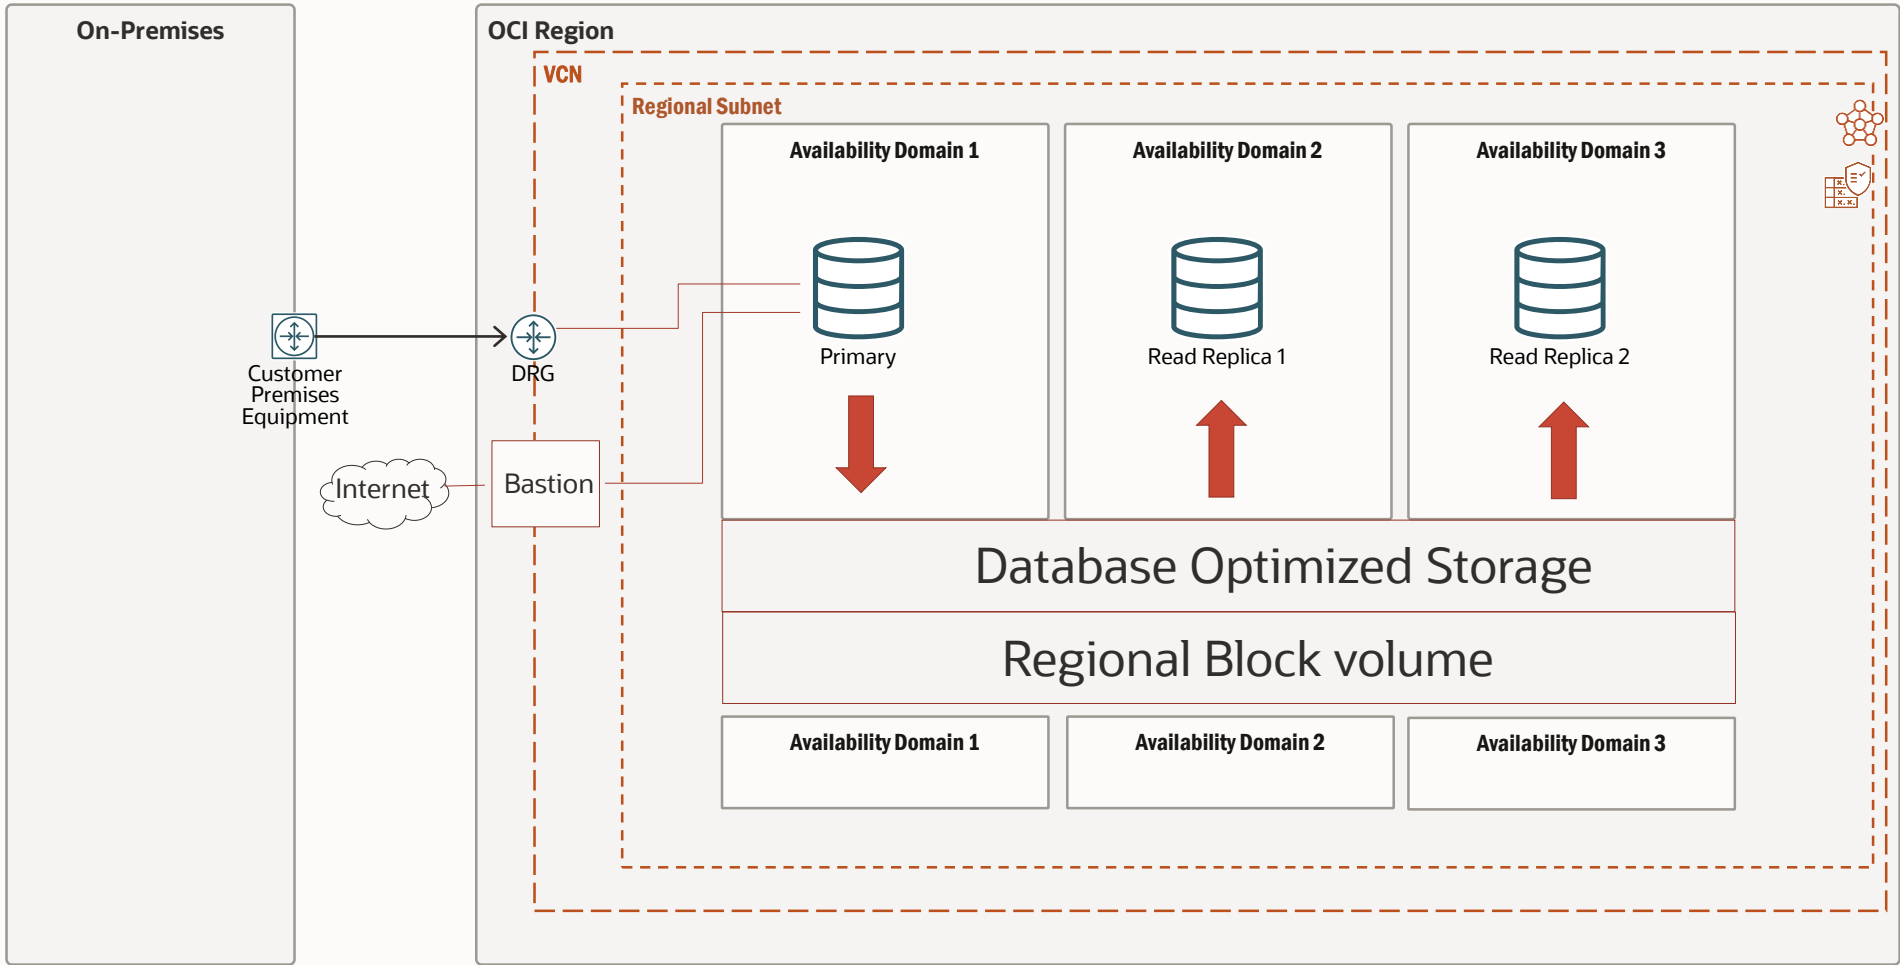 On-Premises
OCI Region
VCN
Regional Subnet
Availability Domain 1
Availability Domain 2
Availability Domain 3
Primary
Read Replica 1
Read Replica 2
Customer
Premises
Equipment
DRG
Internet
Bastion
Database Optimized Storage
Regional Block volume
Availability Domain 1
Availability Domain 2
Availability Domain 3